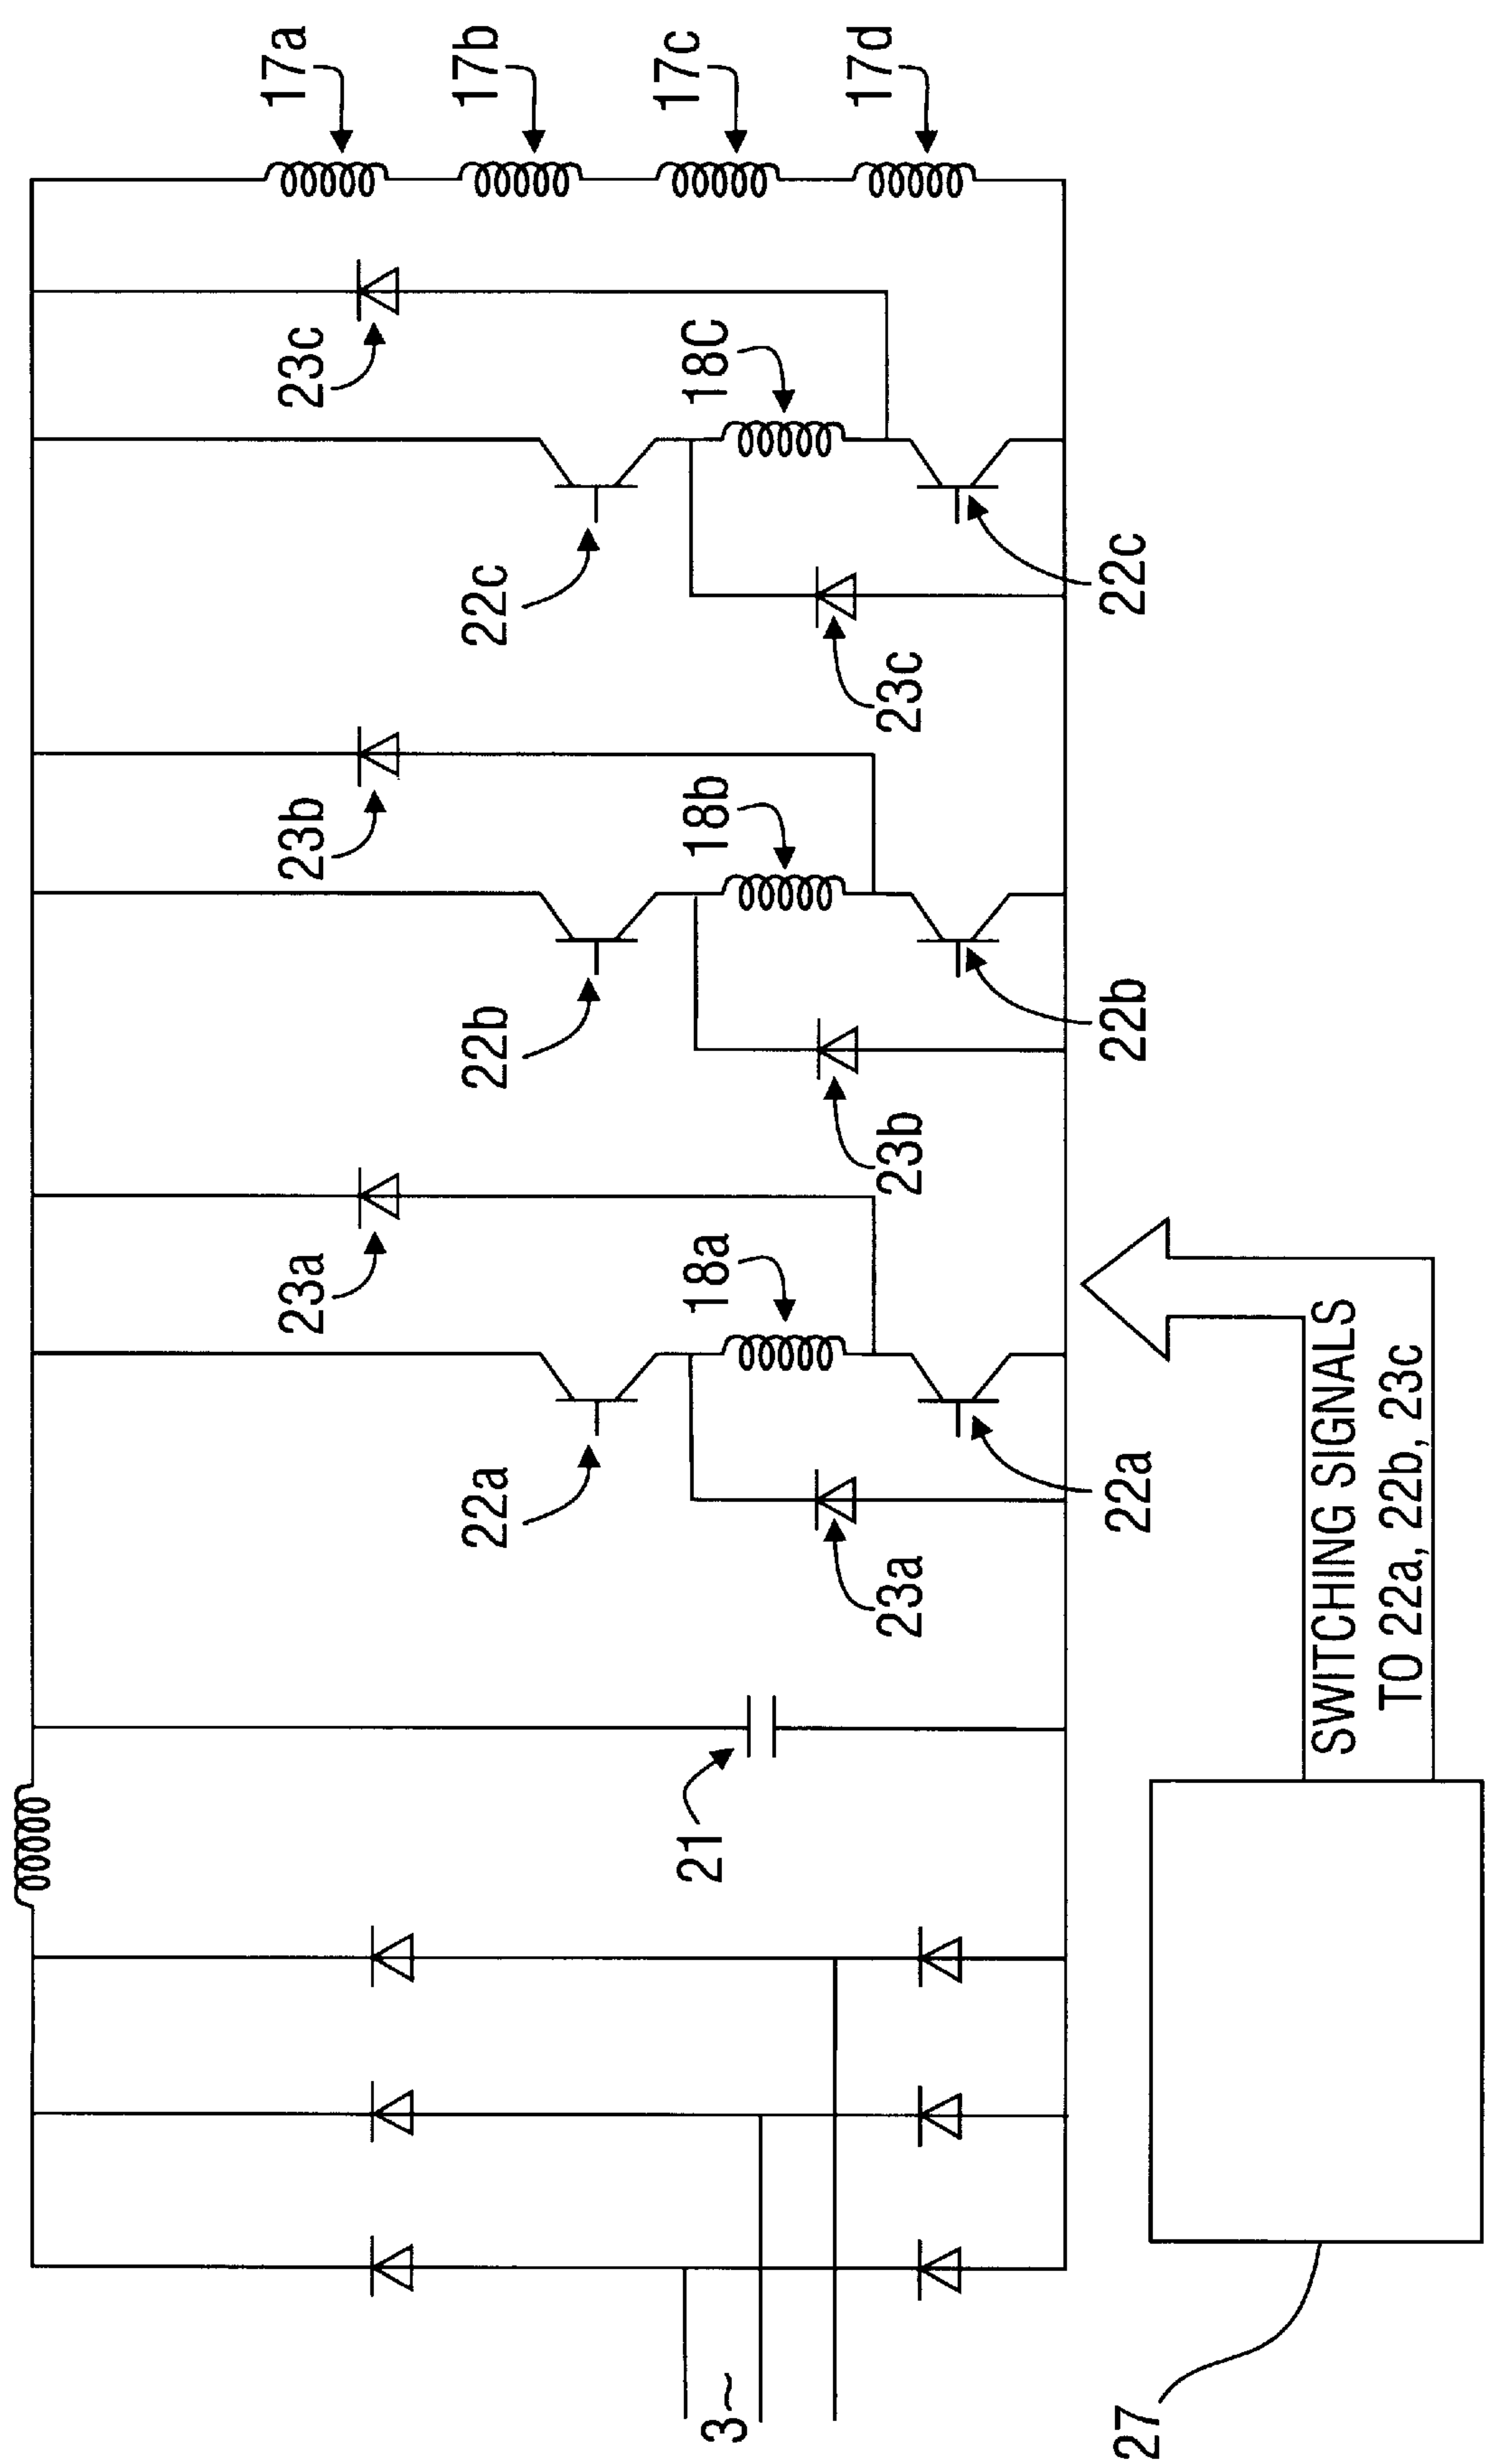 17a
17b
17c
17d
23c
18C
22c
22c
23c
23b
18b
22b
22b
23b
23a
18a
22a
22a
23a
21
SWITCHING SIGNALS
TO 22a, 22b, 23c
3~
27